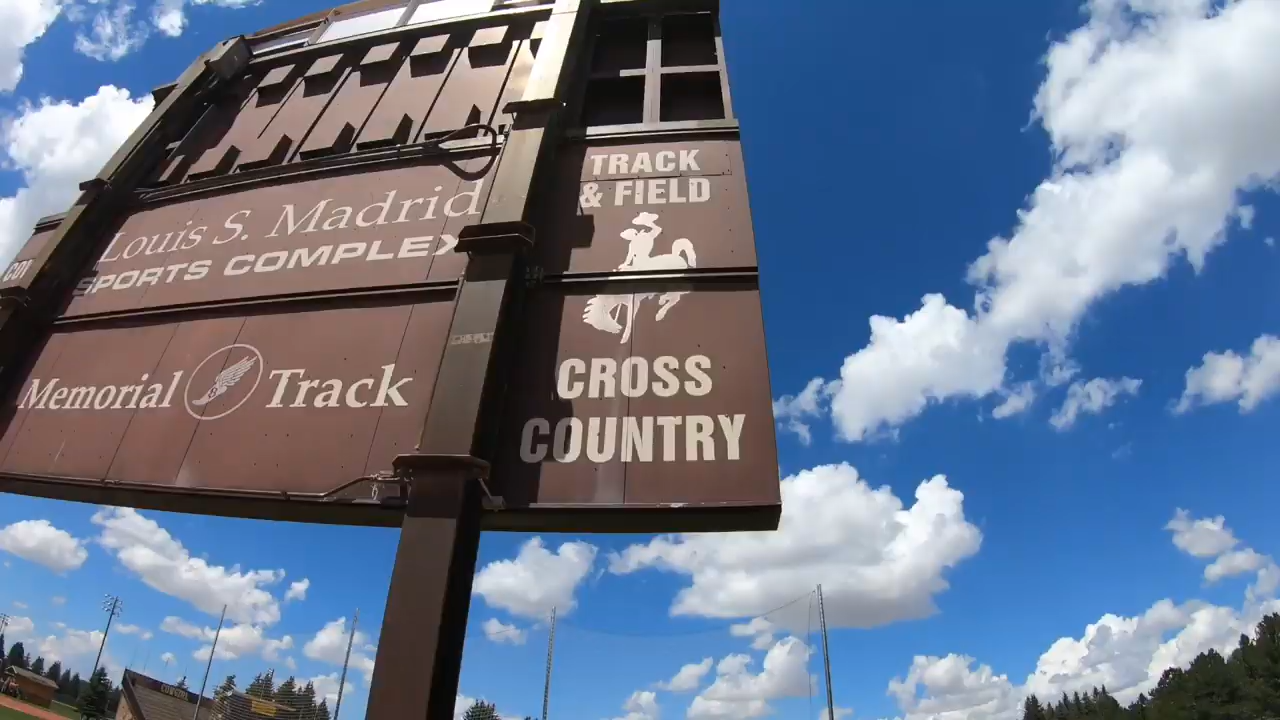 Louis S. Madrid
SPORTS COMPLEX
Memorial Track
TRACK
& FIELD
CROSS
COUNTRY